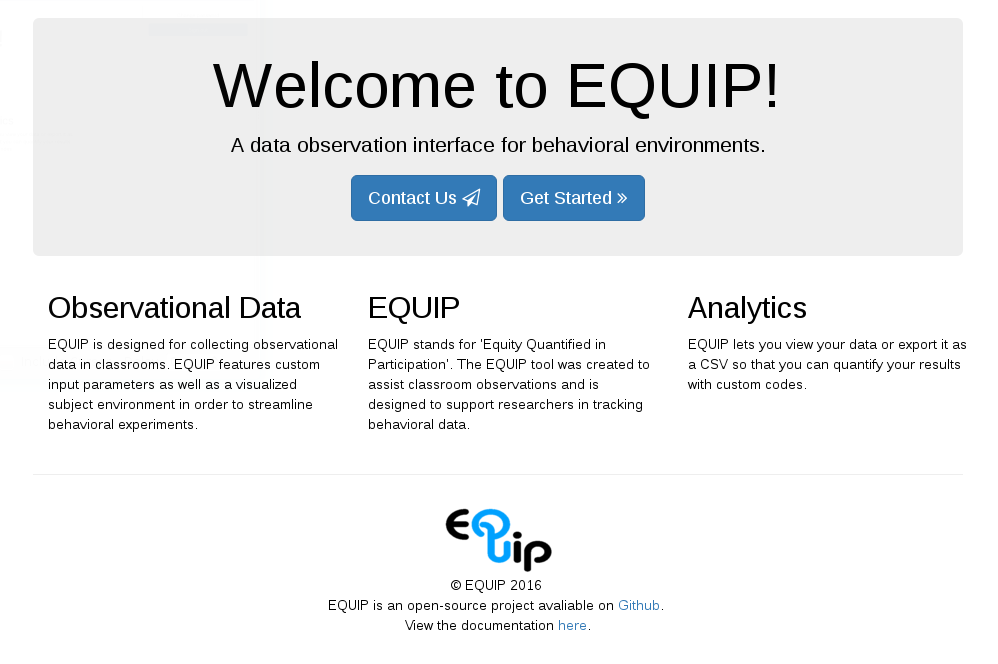 Welcome to EQUIP!
A data observation interface for behavioral environments.
Contact Us
Get Started »
Observational Data
EQUIP is designed for collecting observational
data in classrooms. EQUIP features custom
input parameters as well as a visualized
subject environment in order to streamline
behavioral experiments.
EQUIP
EQUIP stands for 'Equity Quantified in
Participation'. The EQUIP tool was created to
assist classroom observations and is
designed to support researchers in tracking
behavioral data.
Analytics
EQUIP lets you view your data or export it as
a CSV so that you can quantify your results
with custom codes.
EQUip
© EQUIP 2016
EQUIP is an open-source project avaliable on Github.
View the documentation here.